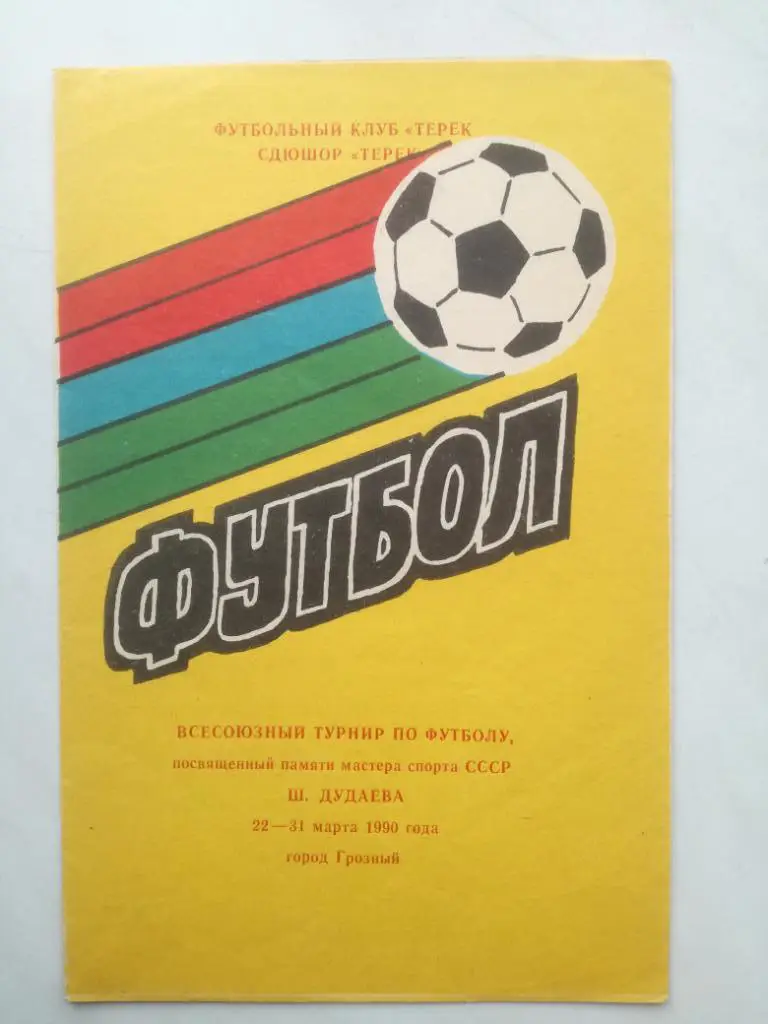 ФУТБОЛЬНЫЙ КЛУБ «ТЕРЕК
СДЮШОР «ТЕРЕК»
ФУТБОЛ
ВСЕСОЮЗНЫЙ ТУРНИР ПО ФУТБОЛУ,
посвященный памяти мастера спорта СССР
Ш. ДУДАЕВА
22—31 марта 1990 года
город Грозный